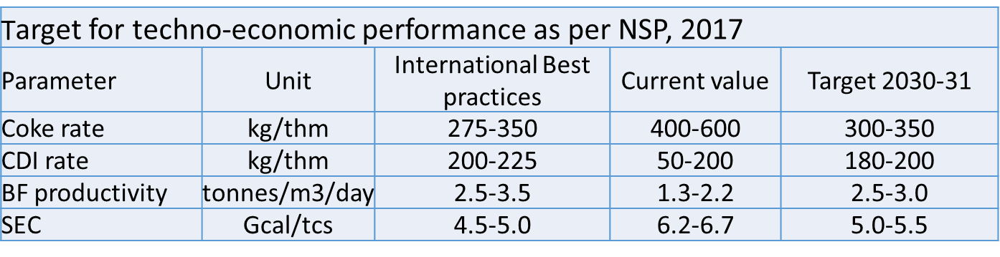 Target for techno-economic performance as per NSP, 2017
Parameter Unit International Best practices Current value Target 2030-31
Coke rate kg/thm 275-350 400-600 300-350
CDI rate kg/thm 200-225 50-200 180-200
BF productivity tonnes/m3/day 2.5-3.5 1.3-2.2 2.5-3.0
SEC Gcal/tcs 4.5-5.0 6.2-6.7 5.0-5.5